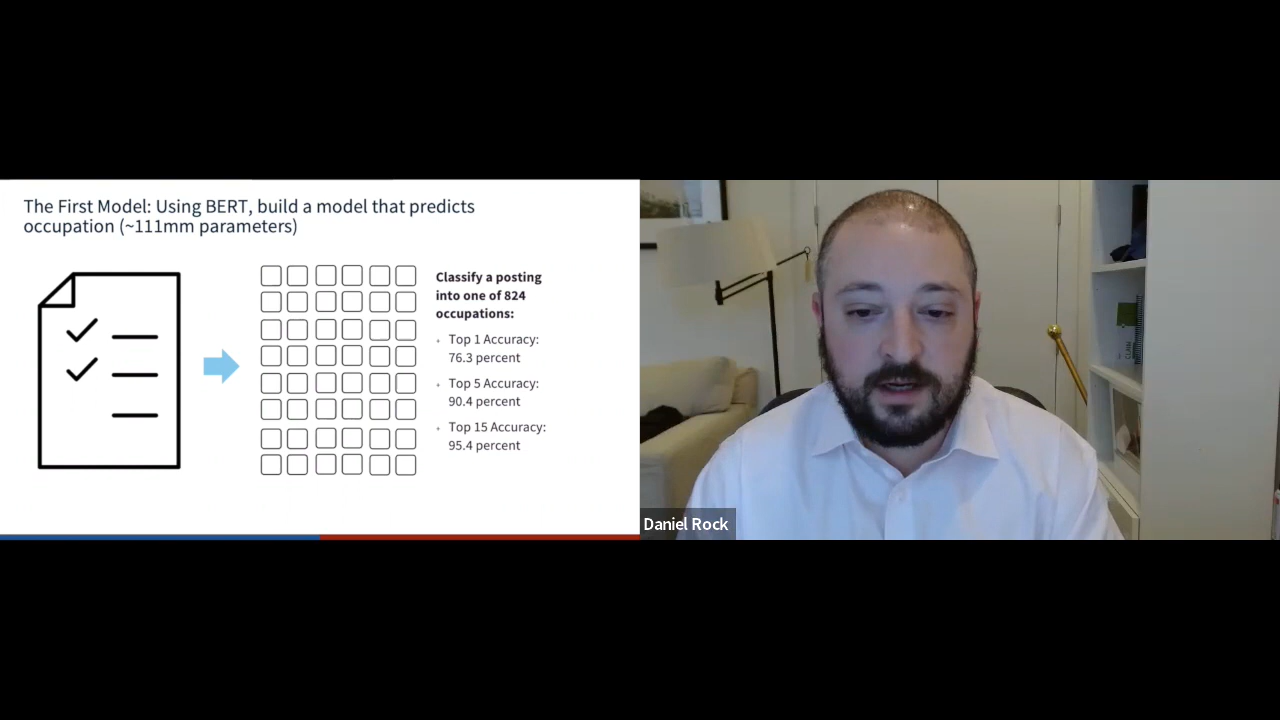 The First Model: Using BERT, build a model that predicts
occupation (~111mm parameters)
Classify a posting
into one of 824
occupations:
Top 1 Accuracy:
76.3 percent
Top 5 Accuracy:
90.4 percent
Top 15 Accuracy:
95.4 percent
Daniel Rock